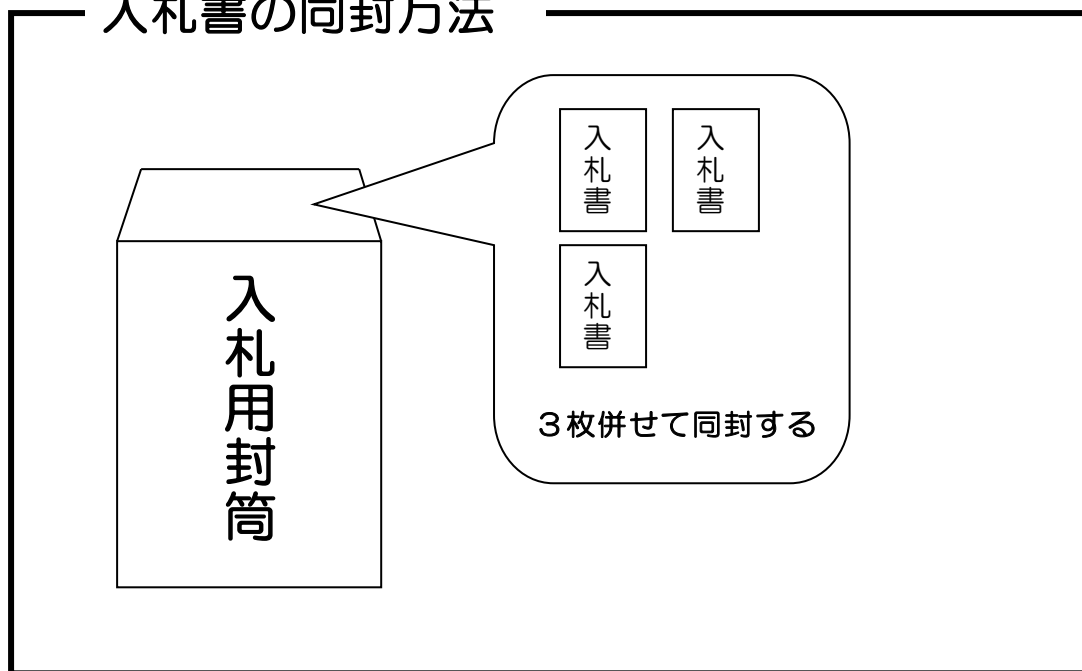 入札書の同封方法
入札書
入札書
入札書
３枚併せて同封する
入札用封筒